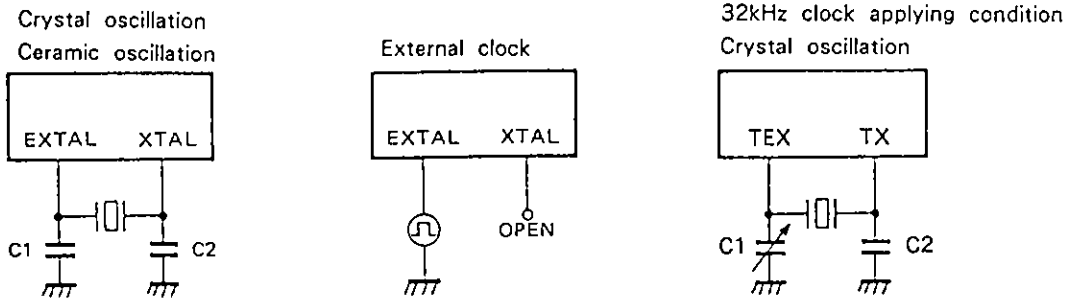 Crystal oscillation
Ceramic oscillation
EXTAL XTAL
C1 C2
External clock
EXTAL XTAL
OPEN
32kHz clock applying condition
Crystal oscillation
TEX TX
C1 C2